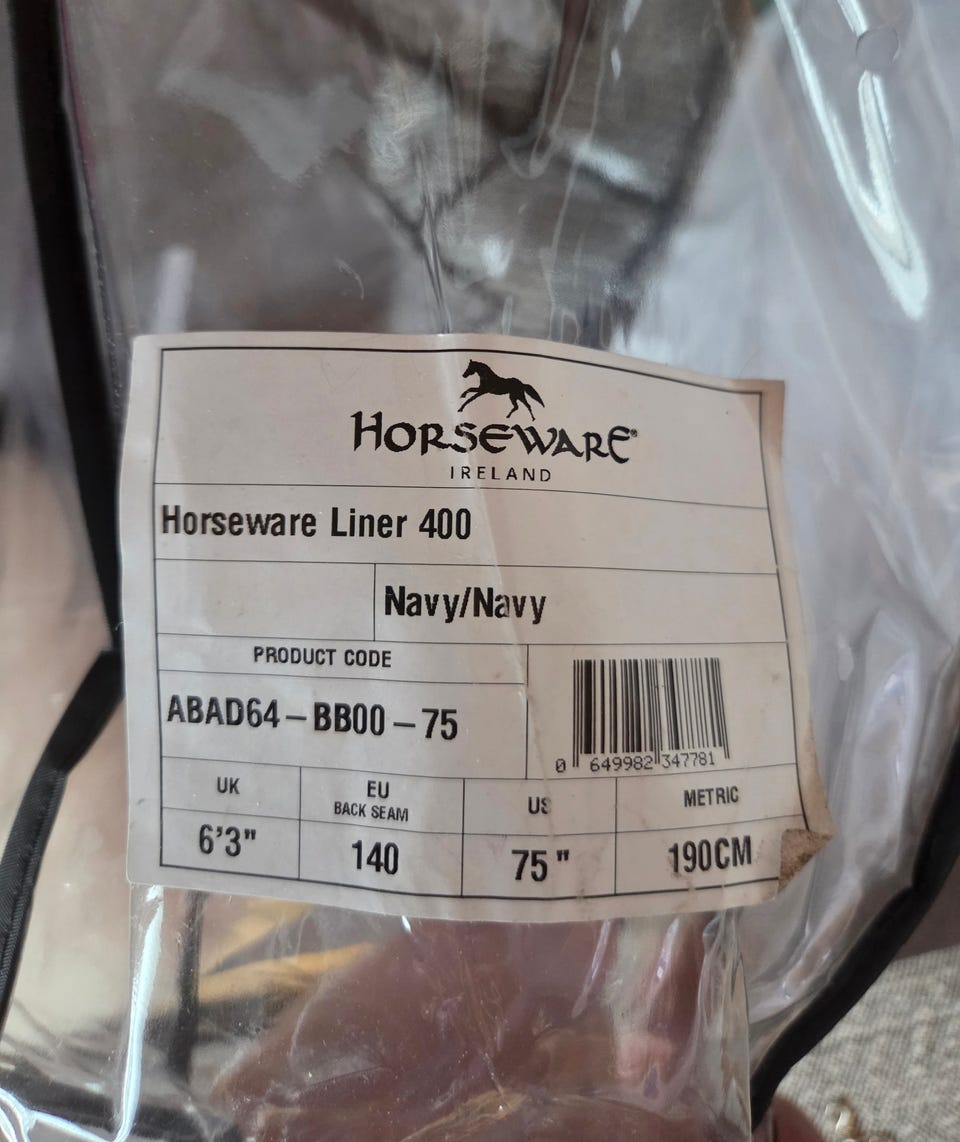 HORSEWARE®
IRELAND
Horseware Liner 400
Navy/Navy
PRODUCT CODE
ABAD64-BB00-75
0 649982 347781
UK
EU
BACK SEAM
US
METRIC
6'3"
140
75"
190CM